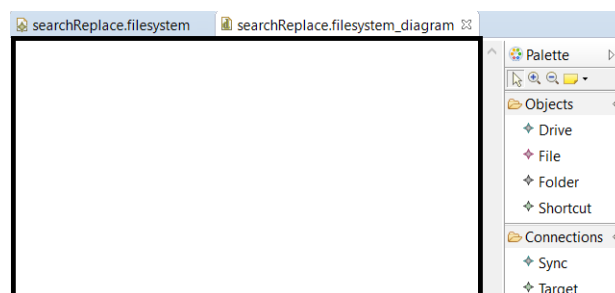 searchReplace.filesystem
searchReplace.filesystem_diagram
Palette
Objects
Drive
File
Folder
Shortcut
Connections
Sync
Target